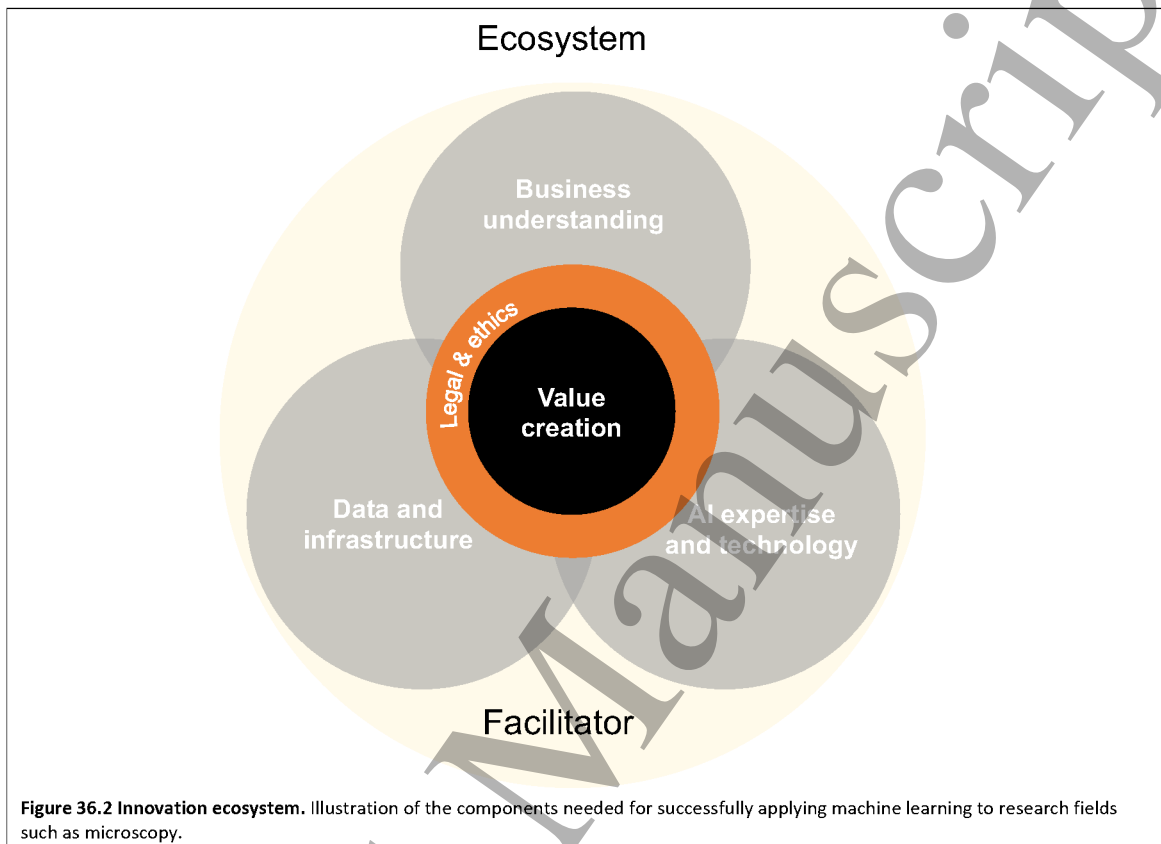 Ecosystem
Business
understanding
Legal & ethics
Value
creation
Data and
infrastructure
AI expertise
and technology
Facilitator
Figure 36.2 Innovation ecosystem. Illustration of the components needed for successfully applying machine learning to research fields
such as microscopy.
Manuscrip